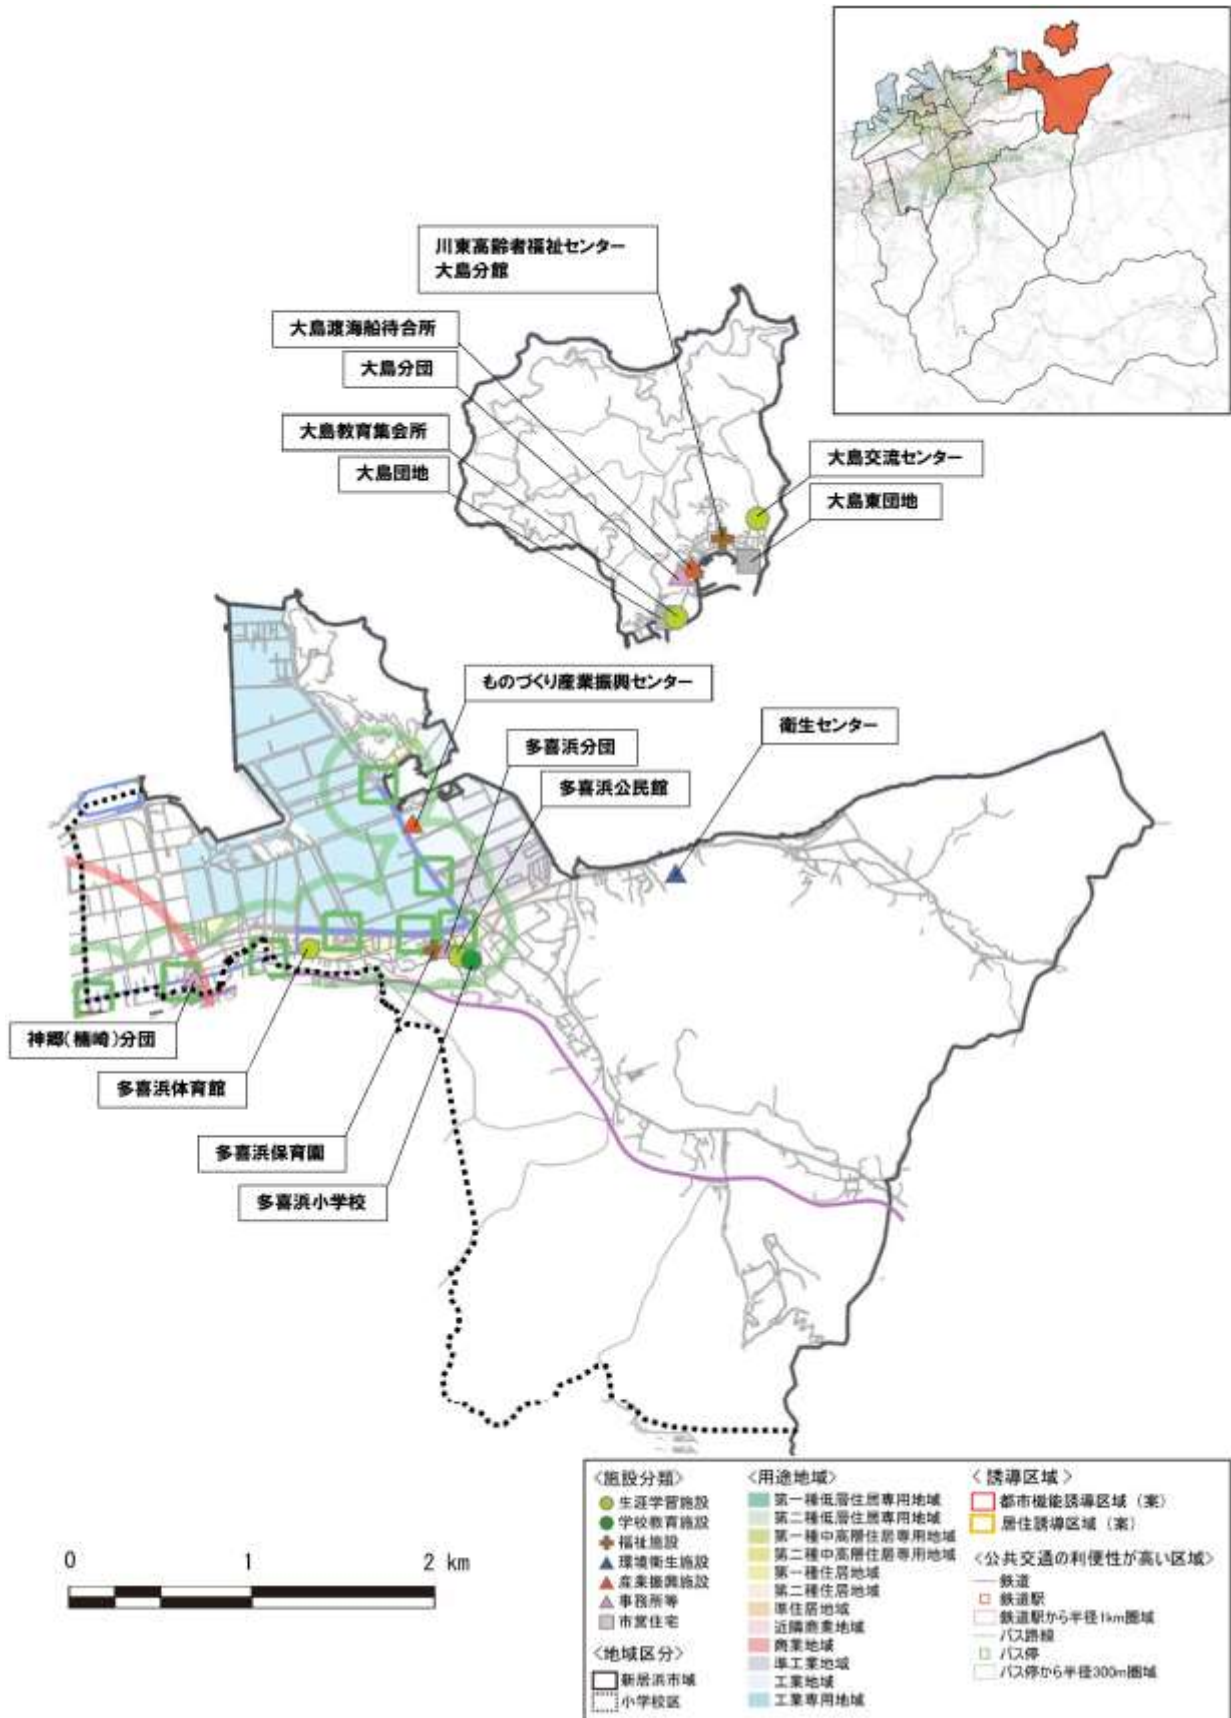 川東高齢者福祉センター
大島分館
大島渡海船待合所
大島分団
大島教育集会所
大島団地
大島交流センター
大島東団地
ものづくり産業振興センター
多喜浜分団
多喜浜公民館
衛生センター
神郷(楠崎)分団
多喜浜体育館
多喜浜保育園
多喜浜小学校
0 1 2 km
〈施設分類〉
生涯学習施設
学校教育施設
福祉施設
環境衛生施設
産業振興施設
事務所等
市営住宅
〈地域区分〉
新居浜市域
小学校区
〈用途地域〉
第一種低層住居専用地域
第二種低層住居専用地域
第一種中高層住居専用地域
第二種中高層住居専用地域
第一種住居地域
第二種住居地域
準住居地域
近隣商業地域
商業地域
準工業地域
工業地域
工業専用地域
〈誘導区域〉
都市機能誘導区域（案）
居住誘導区域（案）
〈公共交通の利便性が高い区域〉
鉄道
鉄道駅
鉄道駅から半径1km圏域
バス路線
バス停
バス停から半径300m圏域